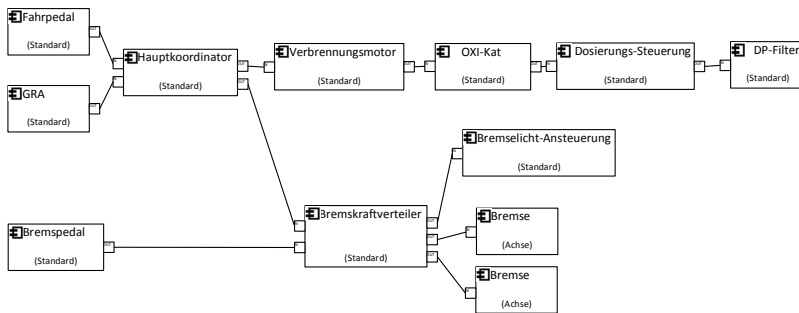 Fahrpedal
(Standard)
GRA
(Standard)
Hauptkoordinator
(Standard)
Verbrennungsmotor
(Standard)
OXI-Kat
(Standard)
Dosierungs-Steuerung
(Standard)
DP-Filter
(Standard)
Bremselicht-Ansteuerung
(Standard)
Bremspedal
(Standard)
Bremskraftverteiler
(Standard)
Bremse
(Achse)
Bremse
(Achse)